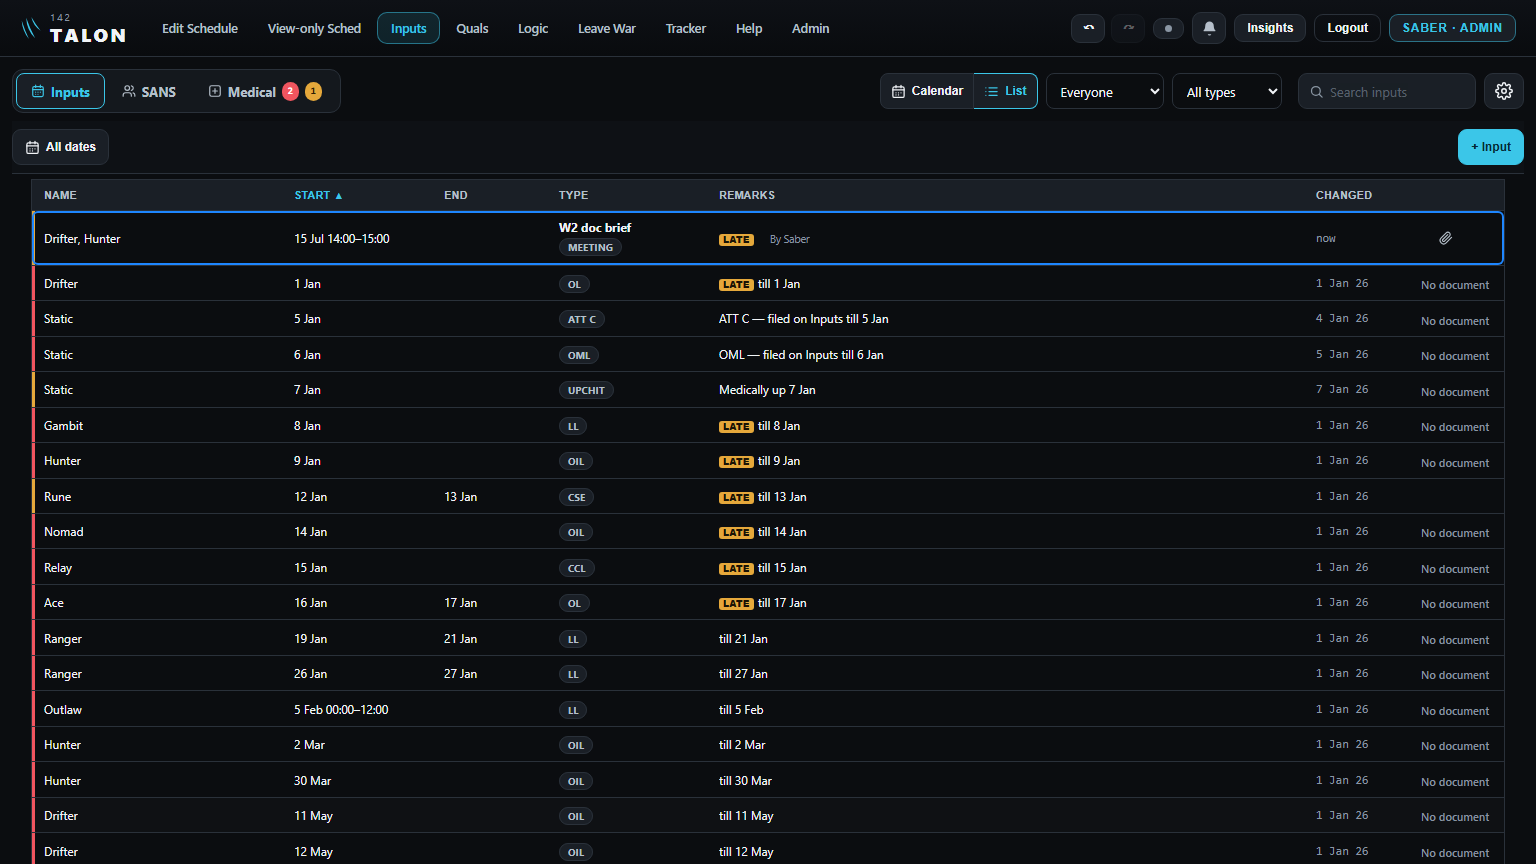 142
TALON
Edit Schedule
View-only Sched
Inputs
Quals
Logic
Leave War
Tracker
Help
Admin
Insights
Logout
SABER · ADMIN
Inputs
SANS
Medical 2 1
Calendar
List
Everyone
All types
Search inputs
All dates
+ Input
NAME START ▲ END TYPE REMARKS CHANGED
Drifter, Hunter 15 Jul 14:00–15:00 W2 doc brief MEETING LATE By Saber now
Drifter 1 Jan OL LATE till 1 Jan 1 Jan 26 No document
Static 5 Jan ATT C ATT C — filed on Inputs till 5 Jan 4 Jan 26 No document
Static 6 Jan OML OML — filed on Inputs till 6 Jan 5 Jan 26 No document
Static 7 Jan UPCHIT Medically up 7 Jan 7 Jan 26 No document
Gambit 8 Jan LL LATE till 8 Jan 1 Jan 26 No document
Hunter 9 Jan OIL LATE till 9 Jan 1 Jan 26 No document
Rune 12 Jan 13 Jan CSE LATE till 13 Jan 1 Jan 26
Nomad 14 Jan OIL LATE till 14 Jan 1 Jan 26 No document
Relay 15 Jan CCL LATE till 15 Jan 1 Jan 26 No document
Ace 16 Jan 17 Jan OL LATE till 17 Jan 1 Jan 26 No document
Ranger 19 Jan 21 Jan LL till 21 Jan 1 Jan 26 No document
Ranger 26 Jan 27 Jan LL till 27 Jan 1 Jan 26 No document
Outlaw 5 Feb 00:00–12:00 LL till 5 Feb 1 Jan 26 No document
Hunter 2 Mar OIL till 2 Mar 1 Jan 26 No document
Hunter 30 Mar OIL till 30 Mar 1 Jan 26 No document
Drifter 11 May OIL till 11 May 1 Jan 26 No document
Drifter 12 May OIL till 12 May 1 Jan 26 No document